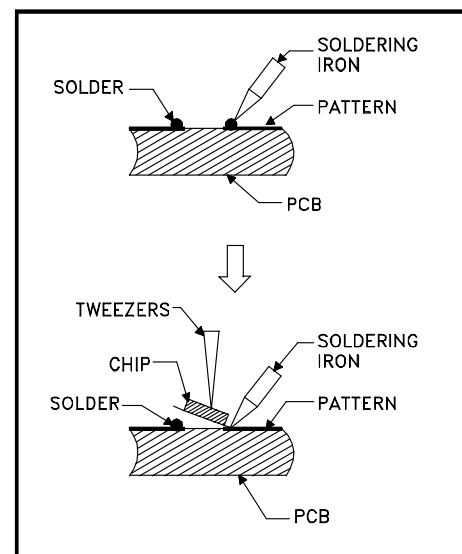 SOLDERING
IRON
SOLDER
PATTERN
PCB
TWEEZERS
SOLDERING
IRON
CHIP
SOLDER
PATTERN
PCB